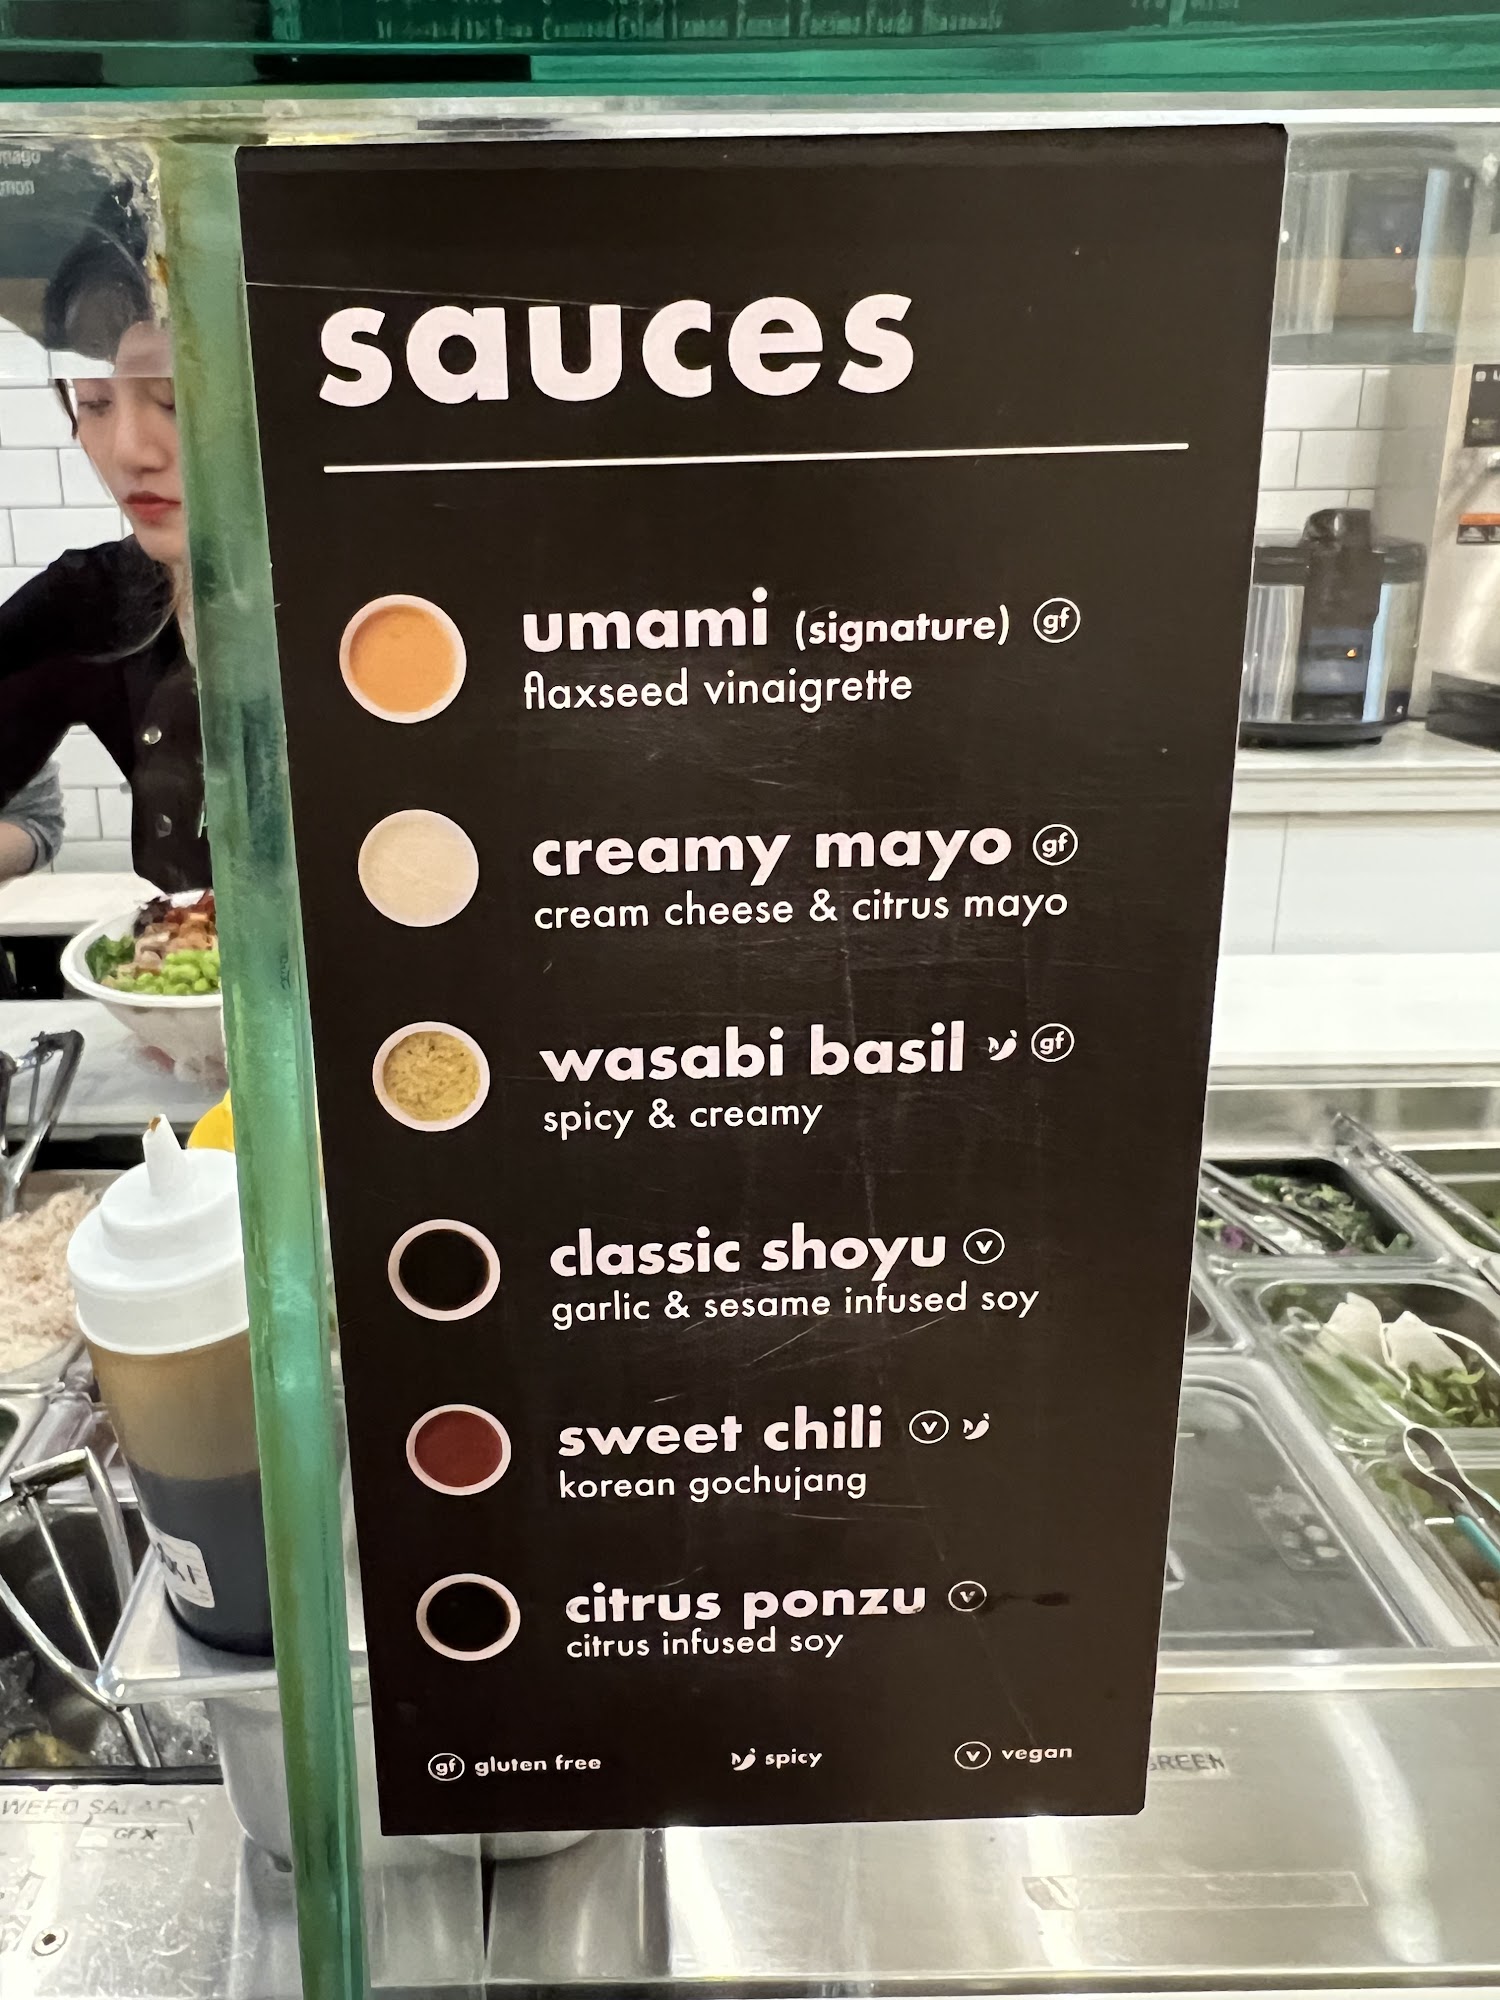 sauces
umami (signature) gf
flaxseed vinaigrette
creamy mayo gf
cream cheese & citrus mayo
wasabi basil gf
spicy & creamy
classic shoyu v
garlic & sesame infused soy
sweet chili v
korean gochujang
citrus ponzu v
citrus infused soy
gf gluten free spicy v vegan
GREEN